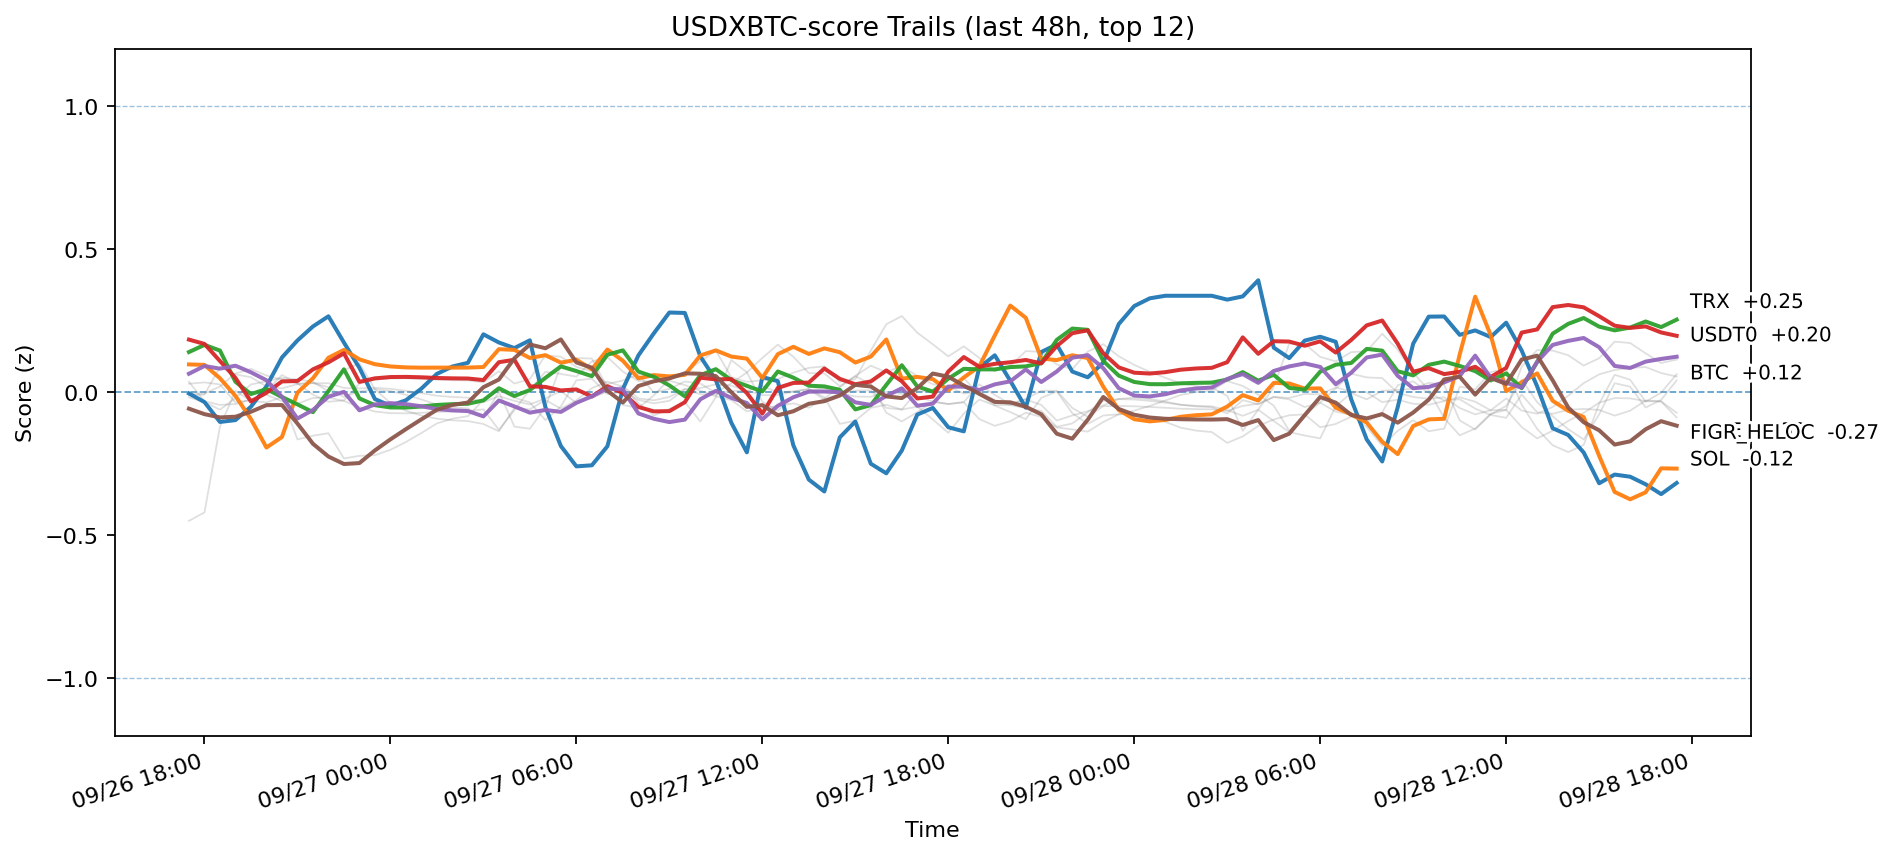 USDXBTC-score Trails (last 48h, top 12)
Score (z)
1.0
0.5
0.0
−0.5
−1.0
TRX +0.25
USDT0 +0.20
BTC +0.12
FIGR_HELOC -0.27
SOL -0.12
09/26 18:00
09/27 00:00
09/27 06:00
09/27 12:00
09/27 18:00
09/28 00:00
09/28 06:00
09/28 12:00
09/28 18:00
Time